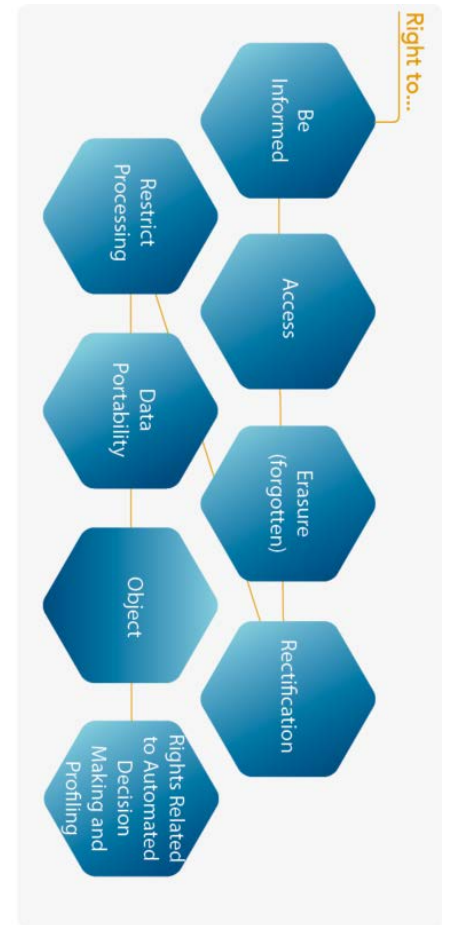 Right to...
Be
Informed
Access
Erasure
(forgotten)
Rectification
Restrict
Processing
Data
Portability
Object
Rights Related
to Automated
Decision
Making and
Profiling